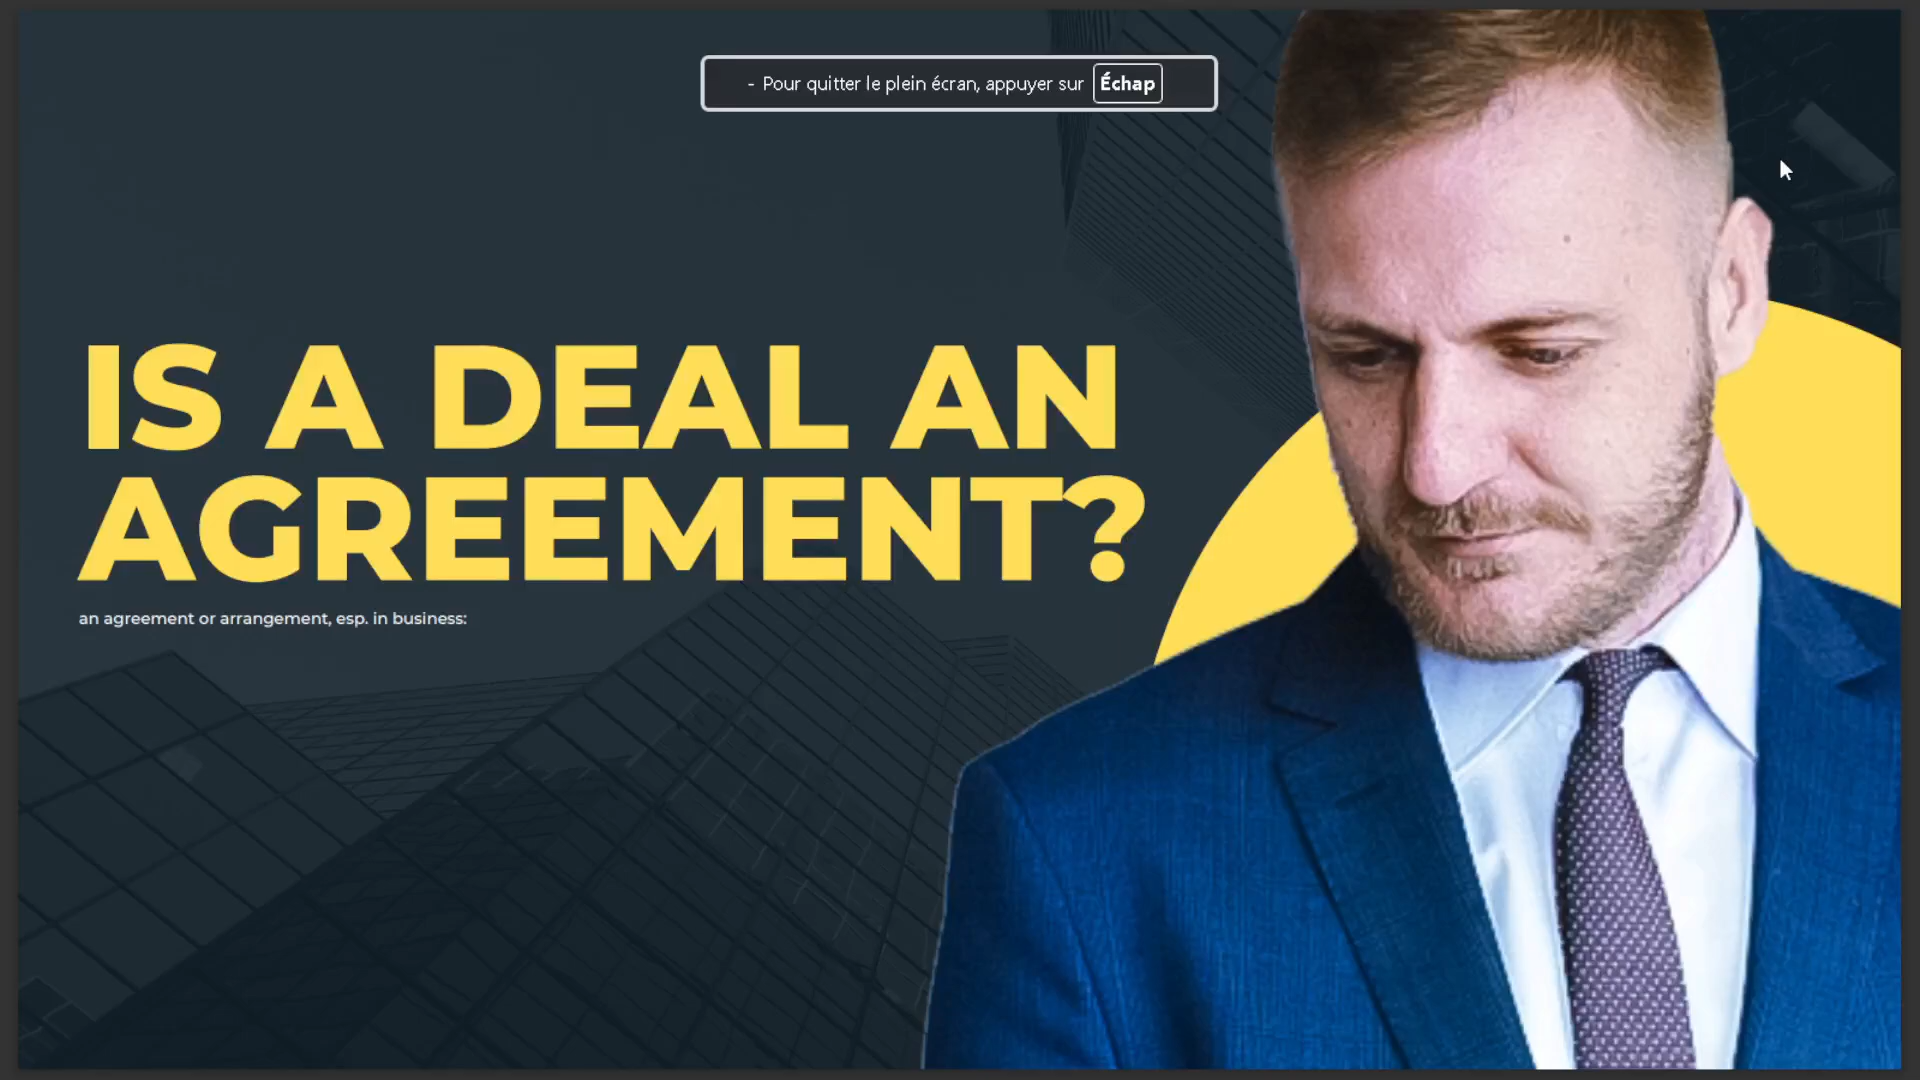 - Pour quitter le plein écran, appuyer sur Échap
IS A DEAL AN
AGREEMENT?
an agreement or arrangement, esp. in business: